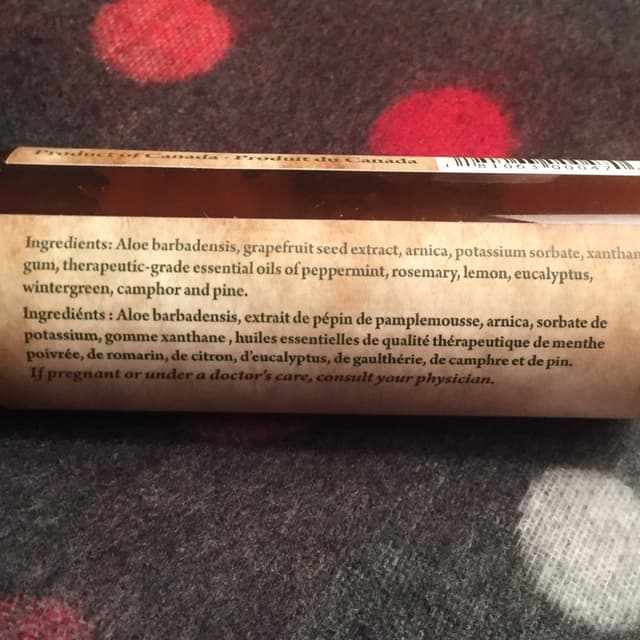 Product of Canada - Produit du Canada
Ingredients: Aloe barbadensis, grapefruit seed extract, arnica, potassium sorbate, xanthan
gum, therapeutic-grade essential oils of peppermint, rosemary, lemon, eucalyptus,
wintergreen, camphor and pine.
Ingrediénts : Aloe barbadensis, extrait de pépin de pamplemousse, arnica, sorbate de
potassium, gomme xanthane , huiles essentielles de qualité thérapeutique de menthe
poivrée, de romarin, de citron, d'eucalyptus, de gaulthérie, de camphre et de pin.
If pregnant or under a doctor's care, consult your physician.